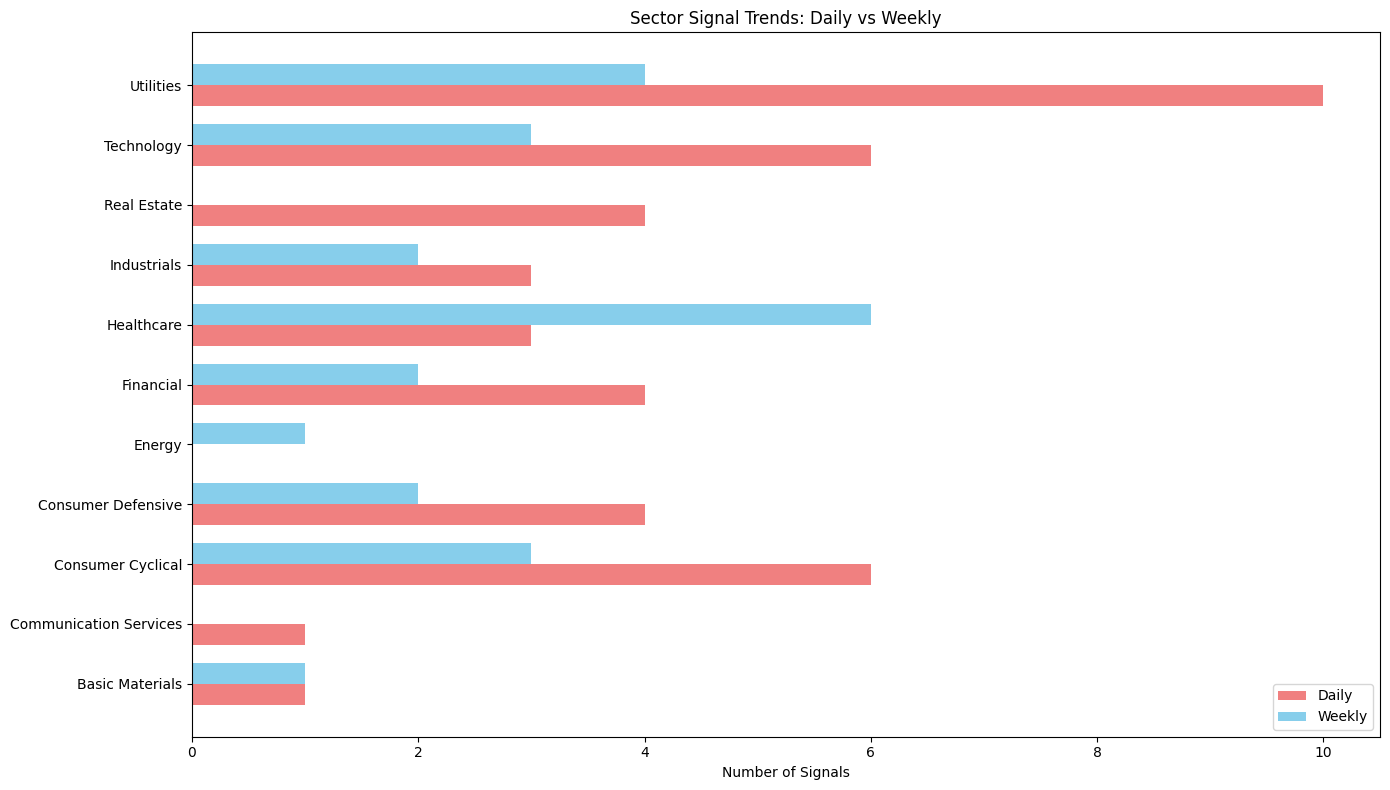 Sector Signal Trends: Daily vs Weekly
Utilities
Technology
Real Estate
Industrials
Healthcare
Financial
Energy
Consumer Defensive
Consumer Cyclical
Communication Services
Basic Materials
Daily
Weekly
0 2 4 6 8 10
Number of Signals